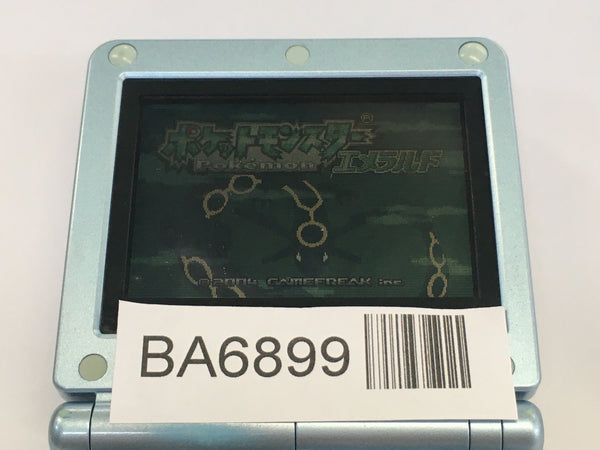 ポケットモンスター®
Pokémon エメラルド
©2004 GAMEFREAK inc.
BA6899